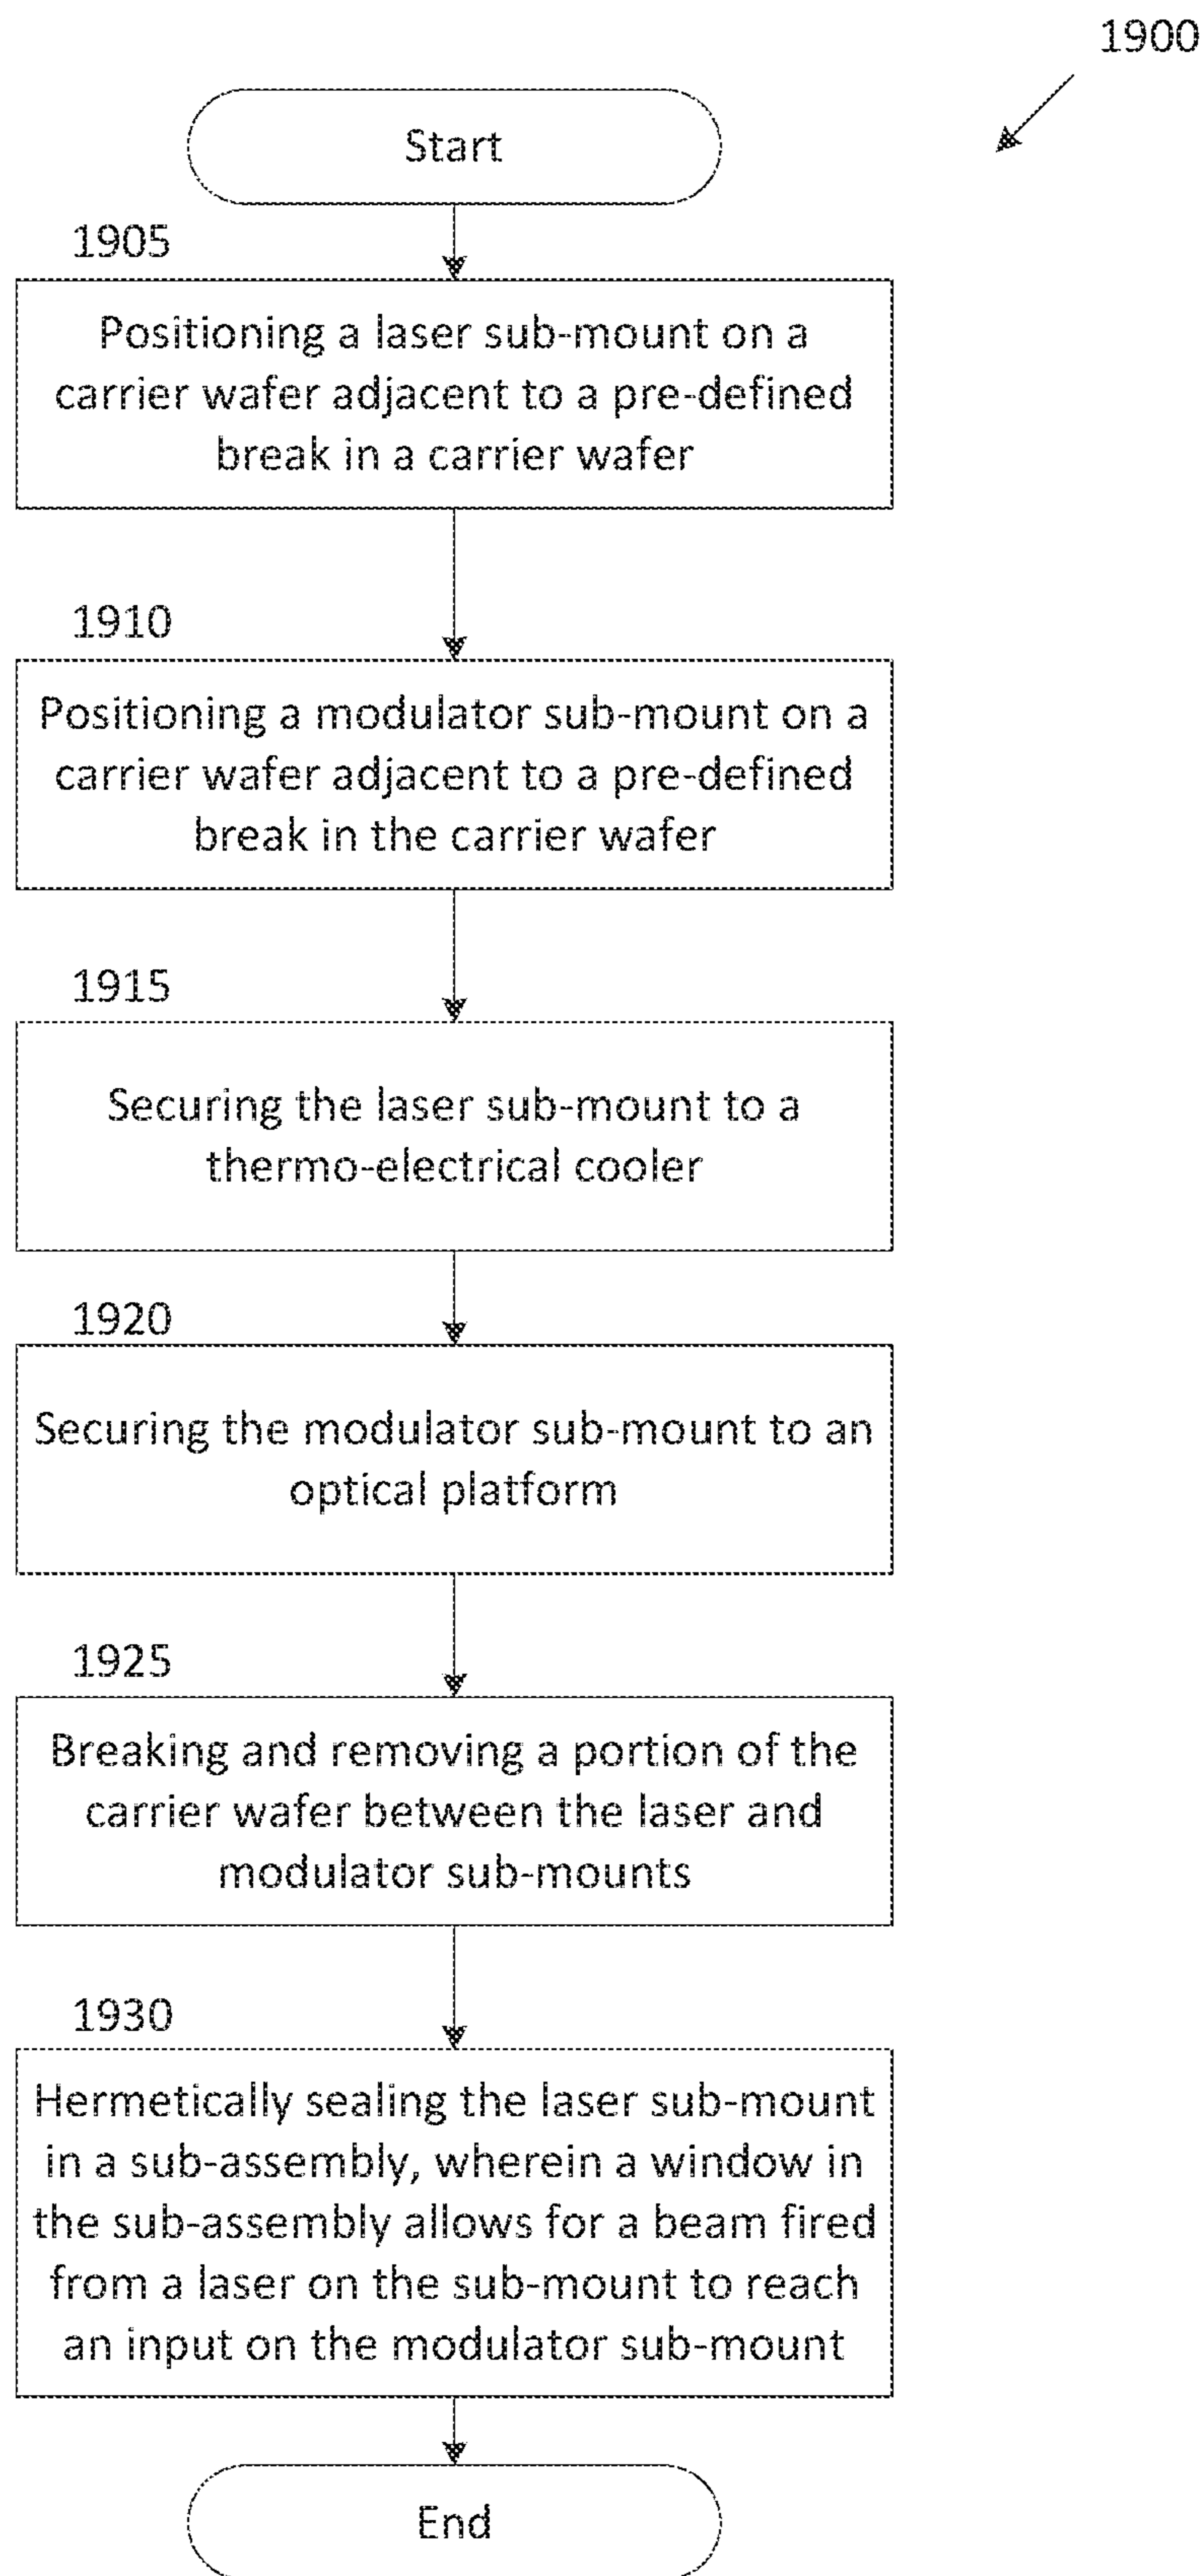 1900
Start
1905
Positioning a laser sub-mount on a
carrier wafer adjacent to a pre-defined
break in a carrier wafer
1910
Positioning a modulator sub-mount on a
carrier wafer adjacent to a pre-defined
break in the carrier wafer
1915
Securing the laser sub-mount to a
thermo-electrical cooler
1920
Securing the modulator sub-mount to an
optical platform
1925
Breaking and removing a portion of the
carrier wafer between the laser and
modulator sub-mounts
1930
Hermetically sealing the laser sub-mount
in a sub-assembly, wherein a window in
the sub-assembly allows for a beam fired
from a laser on the sub-mount to reach
an input on the modulator sub-mount
End